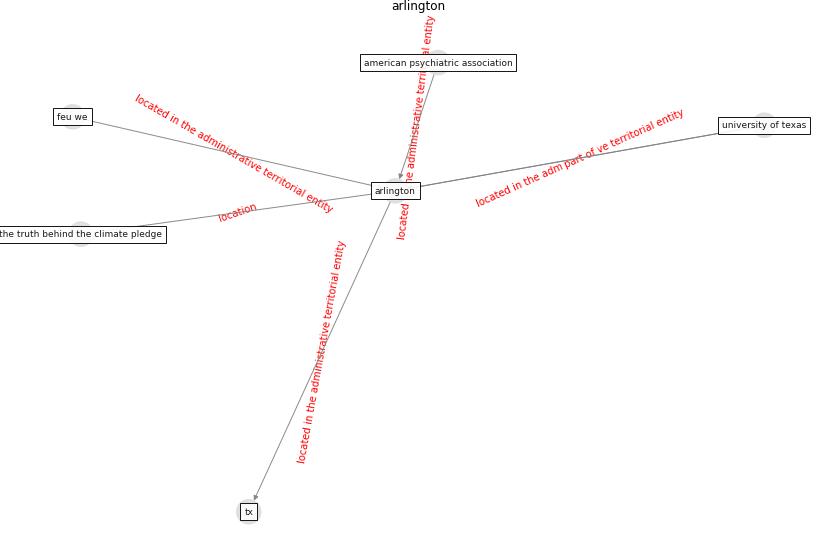 arlington
american psychiatric association
feu we
university of texas
arlington
the truth behind the climate pledge
tx
located in the administrative territorial entity
located in the administrative territorial entity
located in the adm part of ve territorial entity
location
located in the administrative territorial entity